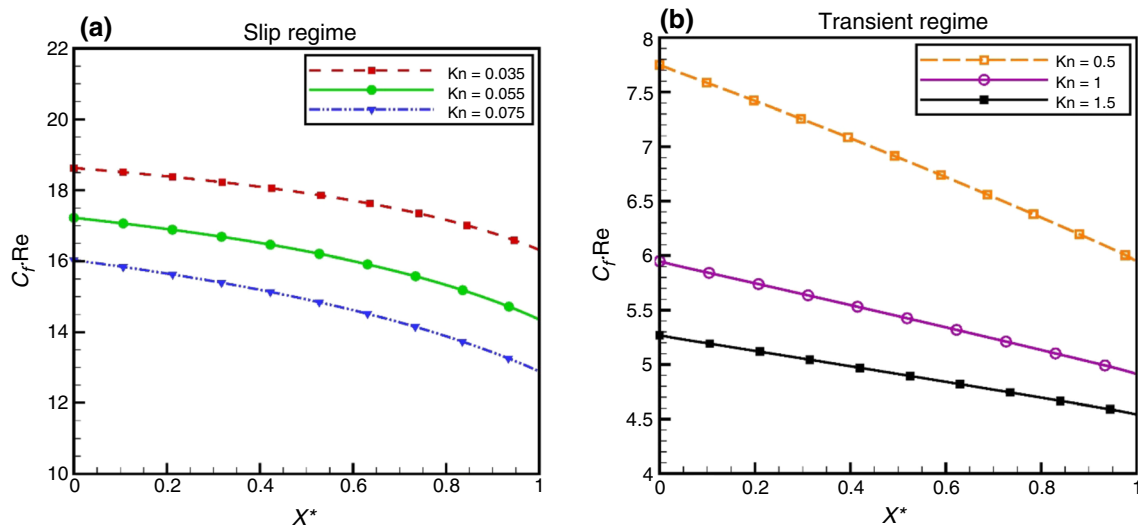 (a)
Slip regime
Kn = 0.035
Kn = 0.055
Kn = 0.075
22
20
18
16
14
12
10
C_f·Re
0 0.2 0.4 0.6 0.8 1
X*
(b)
Transient regime
Kn = 0.5
Kn = 1
Kn = 1.5
8
7.5
7
6.5
6
5.5
5
4.5
4
C_f·Re
0 0.2 0.4 0.6 0.8 1
X*